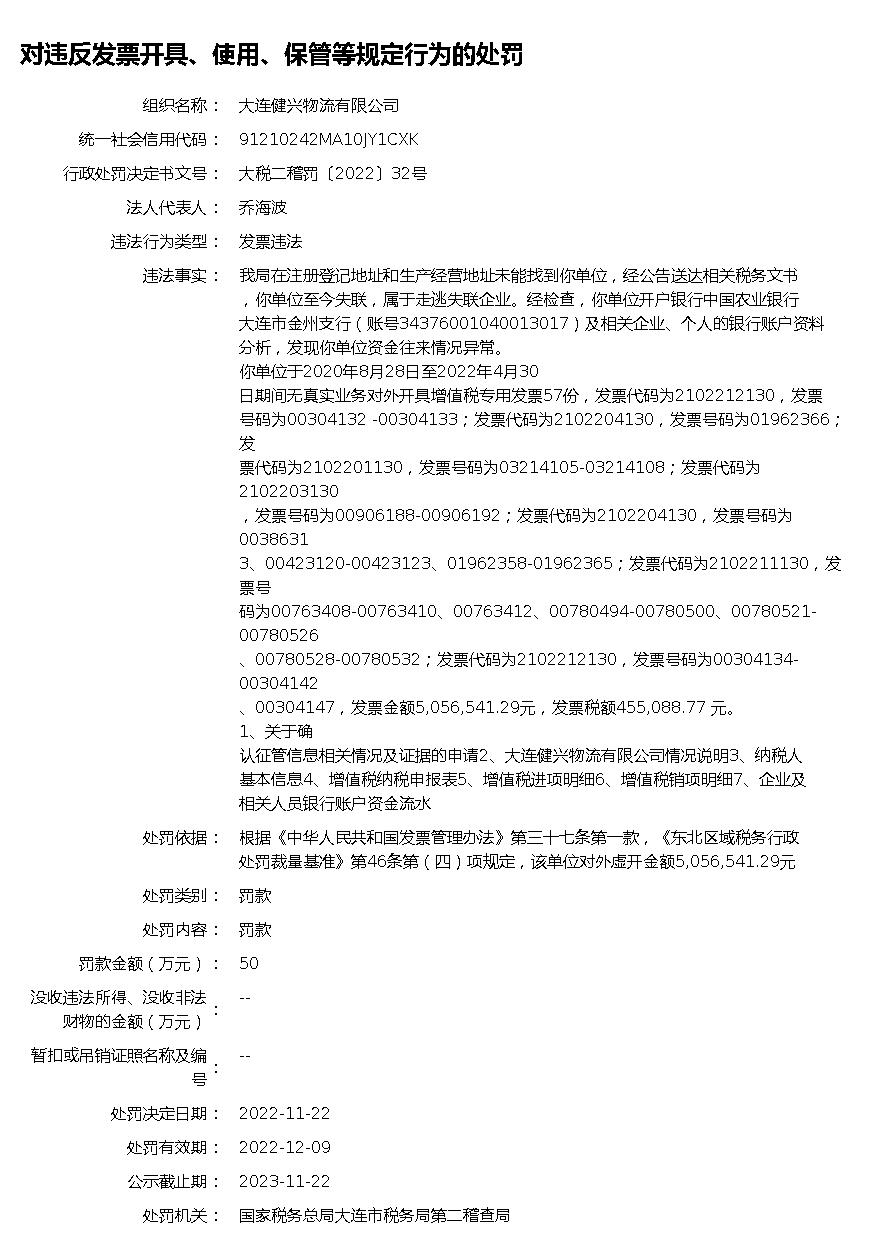 对违反发票开具、使用、保管等规定行为的处罚
组织名称： 大连健兴物流有限公司
统一社会信用代码： 91210242MA10JY1CXK
行政处罚决定书文号： 大税二稽罚〔2022〕32号
法人代表人： 乔海波
违法行为类型： 发票违法
违法事实： 我局在注册登记地址和生产经营地址未能找到你单位，经公告送达相关税务文书
，你单位至今失联，属于走逃失联企业。经检查，你单位开户银行中国农业银行
大连市金州支行（账号34376001040013017）及相关企业、个人的银行账户资料
分析，发现你单位资金往来情况异常。
你单位于2020年8月28日至2022年4月30
日期间无真实业务对外开具增值税专用发票57份，发票代码为2102212130，发票
号码为00304132 -00304133；发票代码为2102204130，发票号码为01962366；
发
票代码为2102201130，发票号码为03214105-03214108；发票代码为
2102203130
，发票号码为00906188-00906192；发票代码为2102204130，发票号码为
0038631
3、00423120-00423123、01962358-01962365；发票代码为2102211130，发
票号
码为00763408-00763410、00763412、00780494-00780500、00780521-
00780526
、00780528-00780532；发票代码为2102212130，发票号码为00304134-
00304142
、00304147，发票金额5,056,541.29元，发票税额455,088.77 元。
1、关于确
认征管信息相关情况及证据的申请2、大连健兴物流有限公司情况说明3、纳税人
基本信息4、增值税纳税申报表5、增值税进项明细6、增值税销项明细7、企业及
相关人员银行账户资金流水
处罚依据： 根据《中华人民共和国发票管理办法》第三十七条第一款，《东北区域税务行政
处罚裁量基准》第46条第（四）项规定，该单位对外虚开金额5,056,541.29元
处罚类别： 罚款
处罚内容： 罚款
罚款金额（万元）： 50
没收违法所得、没收非法
财物的金额（万元）： --
暂扣或吊销证照名称及编
号： --
处罚决定日期： 2022-11-22
处罚有效期： 2022-12-09
公示截止期： 2023-11-22
处罚机关： 国家税务总局大连市税务局第二稽查局